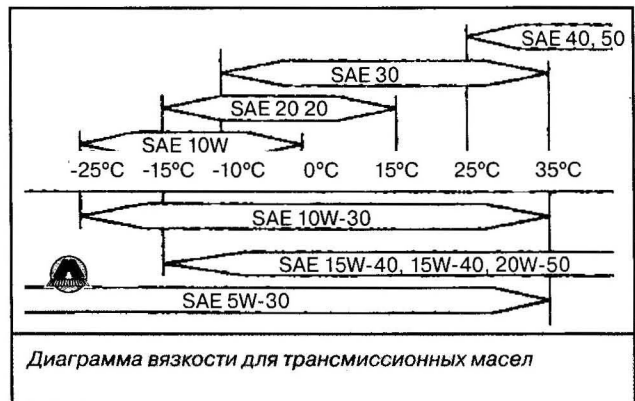 SAE 40, 50
SAE 30
SAE 20 20
SAE 10W
-25°C -15°C -10°C 0°C 15°C 25°C 35°C
SAE 10W-30
SAE 15W-40, 15W-40, 20W-50
SAE 5W-30
Диаграмма вязкости для трансмиссионных масел